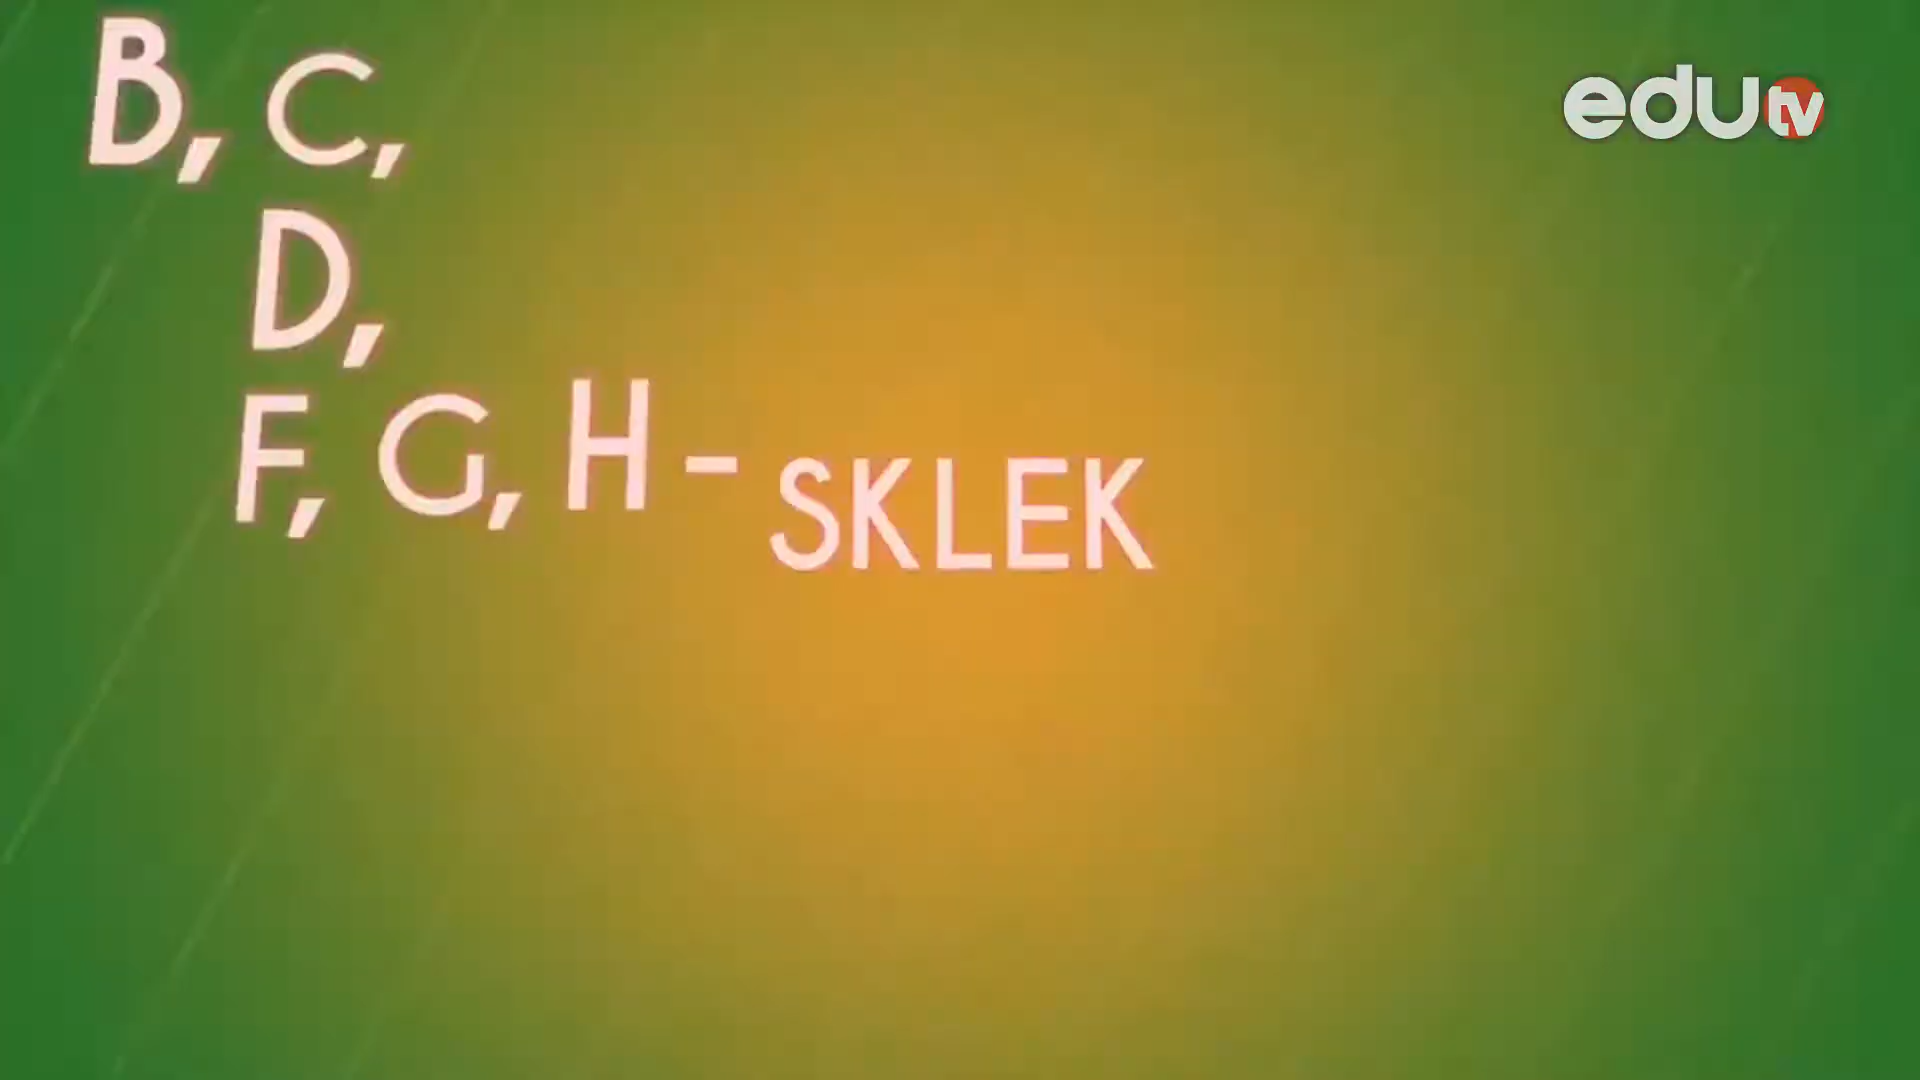 B, C,
edutv
D,
F, G, H - SKLEK